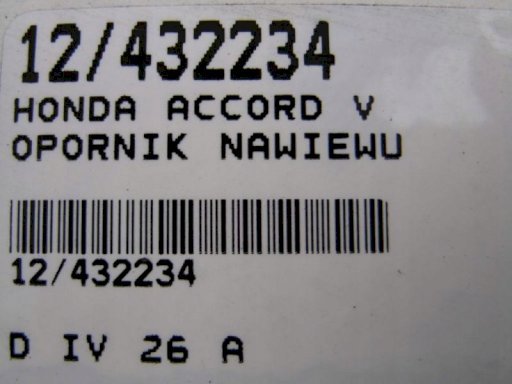 12/432234
HONDA ACCORD V
OPORNIK NAWIEWU
12/432234
D IV 26 A